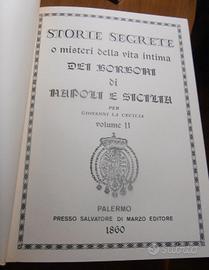 STORIE SEGRETE
o misteri della vita intima
DEI BORBONI
di
NAPOLI E SICILIA
PER
GIOVANNI LA CECILIA
volume II
PALERMO
PRESSO SALVATORE DI MARZO EDITORE
1860
subito